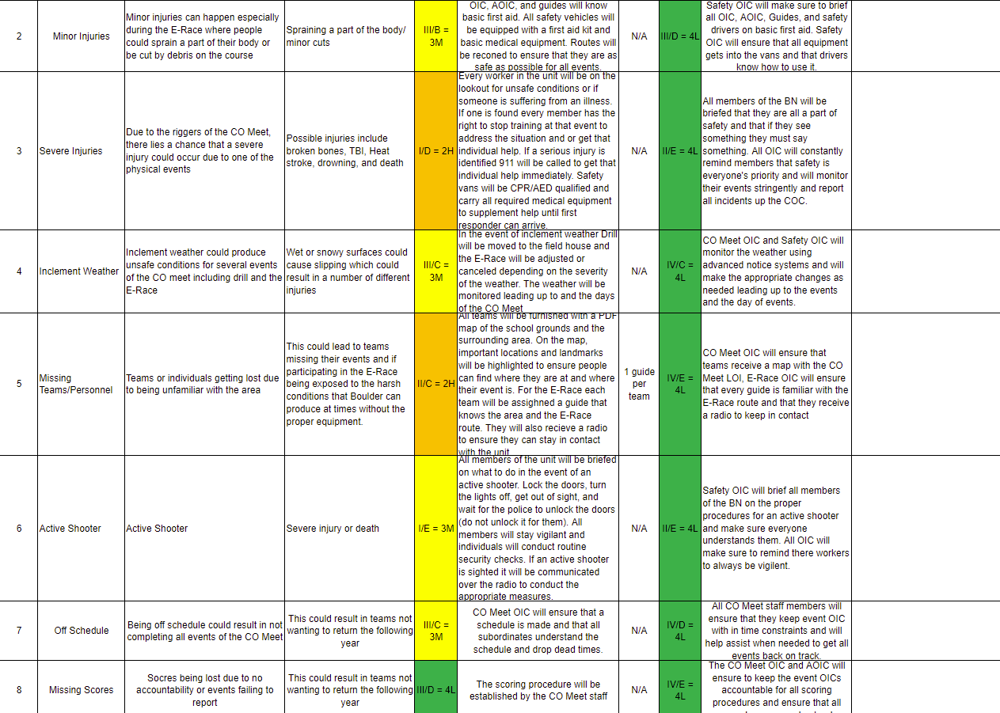 2
Minor Injuries
Minor injuries can happen especially
during the E-Race where people
could sprain a part of their body or
be cut by debris on the course
Spraining a part of the body/
minor cuts
III/B =
3M
OIC, AOIC, and guides will know
basic first aid. All safety vehicles will
be equipped with a first aid kit and
basic medical equipment. Routes will
be reconed to ensure that they are as
safe as possible for all events.
N/A
III/D = 4L
Safety OIC will make sure to brief
all OIC, AOIC, Guides, and safety
drivers on basic first aid. Safety
OIC will ensure that all equipment
gets into the vans and that drivers
know how to use it.
3
Severe Injuries
Due to the riggers of the CO Meet,
there lies a chance that a severe
injury could occur due to one of the
physical events
Possible injuries include
broken bones, TBI, Heat
stroke, drowning, and death
I/D = 2H
Every worker in the unit will be on the
lookout for unsafe conditions or if
someone is suffering from an illness.
If one is found every member has the
right to stop training at that event to
address the situation and or get that
individual help. If a serious injury is
identified 911 will be called to get that
individual help immediately. Safety
vans will be CPR/AED qualified and
carry all required medical equipment
to supplement help until first
responder can arrive.
N/A
II/E = 4L
All members of the BN will be
briefed that they are all a part of
safety and that if they see
something they must say
something. All OIC will constantly
remind members that safety is
everyone's priority and will monitor
their events stringently and report
all incidents up the COC.
4
Inclement Weather
Inclement weather could produce
unsafe conditions for several events
of the CO meet including drill and the
E-Race
Wet or snowy surfaces could
cause slipping which could
result in a number of different
injuries
III/C =
3M
In the event of inclement weather Drill
will be moved to the field house and
the E-Race will be adjusted or
canceled depending on the severity
of the weather. The weather will be
monitored leading up to and the days
of the CO Meet
N/A
IV/C =
4L
CO Meet OIC and Safety OIC will
monitor the weather using
advanced notice systems and will
make the appropriate changes as
needed leading up to the events
and the day of events.
5
Missing
Teams/Personnel
Teams or individuals getting lost due
to being unfamiliar with the area
This could lead to teams
missing their events and if
participating in the E-Race
being exposed to the harsh
conditions that Boulder can
produce at times without the
proper equipment.
II/C = 2H
All teams will be furnished with a PDF
map of the school grounds and the
surrounding area. On the map,
important locations and landmarks
will be highlighted to ensure people
can find where they are at and where
their event is. For the E-Race each
team will be assighned a guide that
knows the area and the E-Race
route. They will also recieve a radio
to ensure they can stay in contact
with the unit
1 guide
per
team
IV/E =
4L
CO Meet OIC will ensure that
teams receive a map with the CO
Meet LOI, E-Race OIC will ensure
that every guide is familiar with the
E-Race route and that they receive
a radio to keep in contact
6
Active Shooter
Active Shooter
Severe injury or death
I/E = 3M
All members of the unit will be briefed
on what to do in the event of an
active shooter. Lock the doors, turn
the lights off, get out of sight, and
wait for the police to unlock the doors
(do not unlock it for them). All
members will stay vigilant and
individuals will conduct routine
security checks. If an active shooter
is sighted it will be communicated
over the radio to conduct the
appropriate measures.
N/A
II/E = 4L
Safety OIC will brief all members
of the BN on the proper
procedures for an active shooter
and make sure everyone
understands them. All OIC will
make sure to remind there workers
to always be vigilent.
7
Off Schedule
Being off schedule could result in not
completing all events of the CO Meet
This could result in teams not
wanting to return the following
year
III/C =
3M
CO Meet OIC will ensure that a
schedule is made and that all
subordinates understand the
schedule and drop dead times.
N/A
IV/D =
4L
All CO Meet staff members will
ensure that they keep event OIC
with in time constraints and will
help assist when needed to get all
events back on track.
8
Missing Scores
Socres being lost due to no
accountability or events failing to
report
This could result in teams not
wanting to return the following
year
III/D = 4L
The scoring procedure will be
established by the CO Meet staff
N/A
IV/E =
4L
The CO Meet OIC and AOIC will
ensure to keep the event OICs
accountable for all scoring
procedures and ensure that all